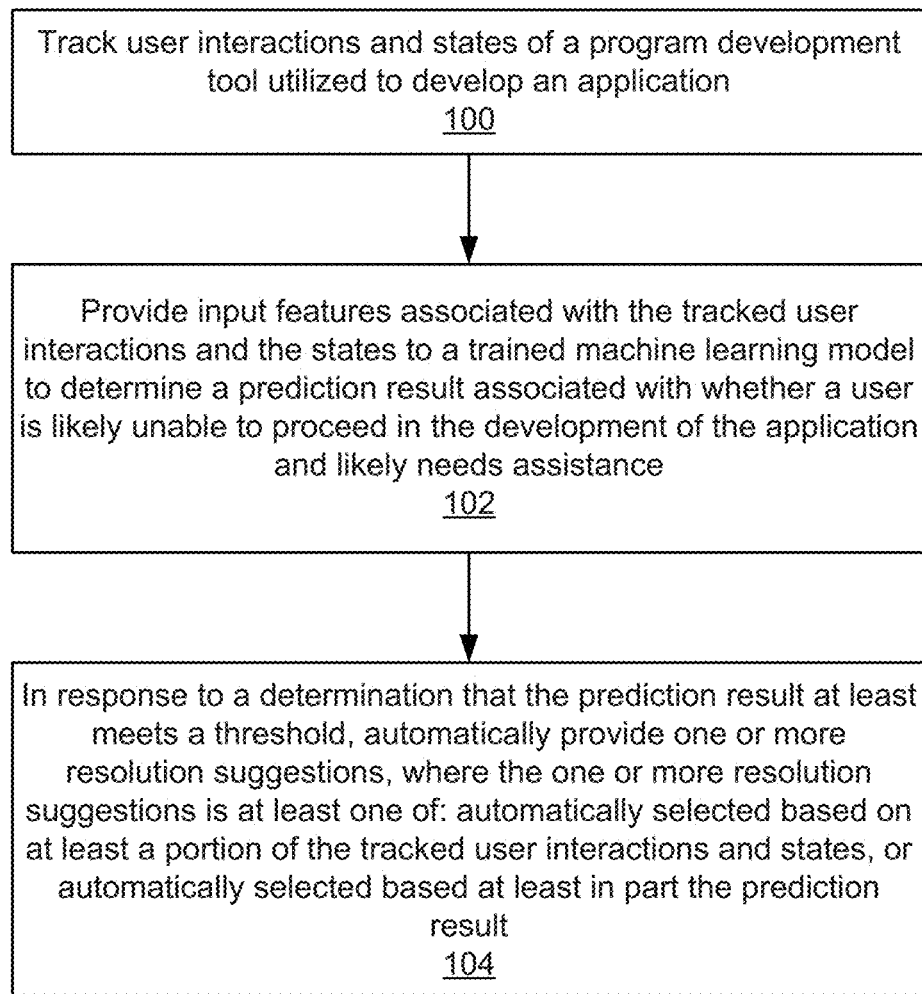 Track user interactions and states of a program development
tool utilized to develop an application
100
Provide input features associated with the tracked user
interactions and the states to a trained machine learning model
to determine a prediction result associated with whether a user
is likely unable to proceed in the development of the application
and likely needs assistance
102
In response to a determination that the prediction result at least
meets a threshold, automatically provide one or more
resolution suggestions, where the one or more resolution
suggestions is at least one of: automatically selected based on
at least a portion of the tracked user interactions and states, or
automatically selected based at least in part the prediction
result
104